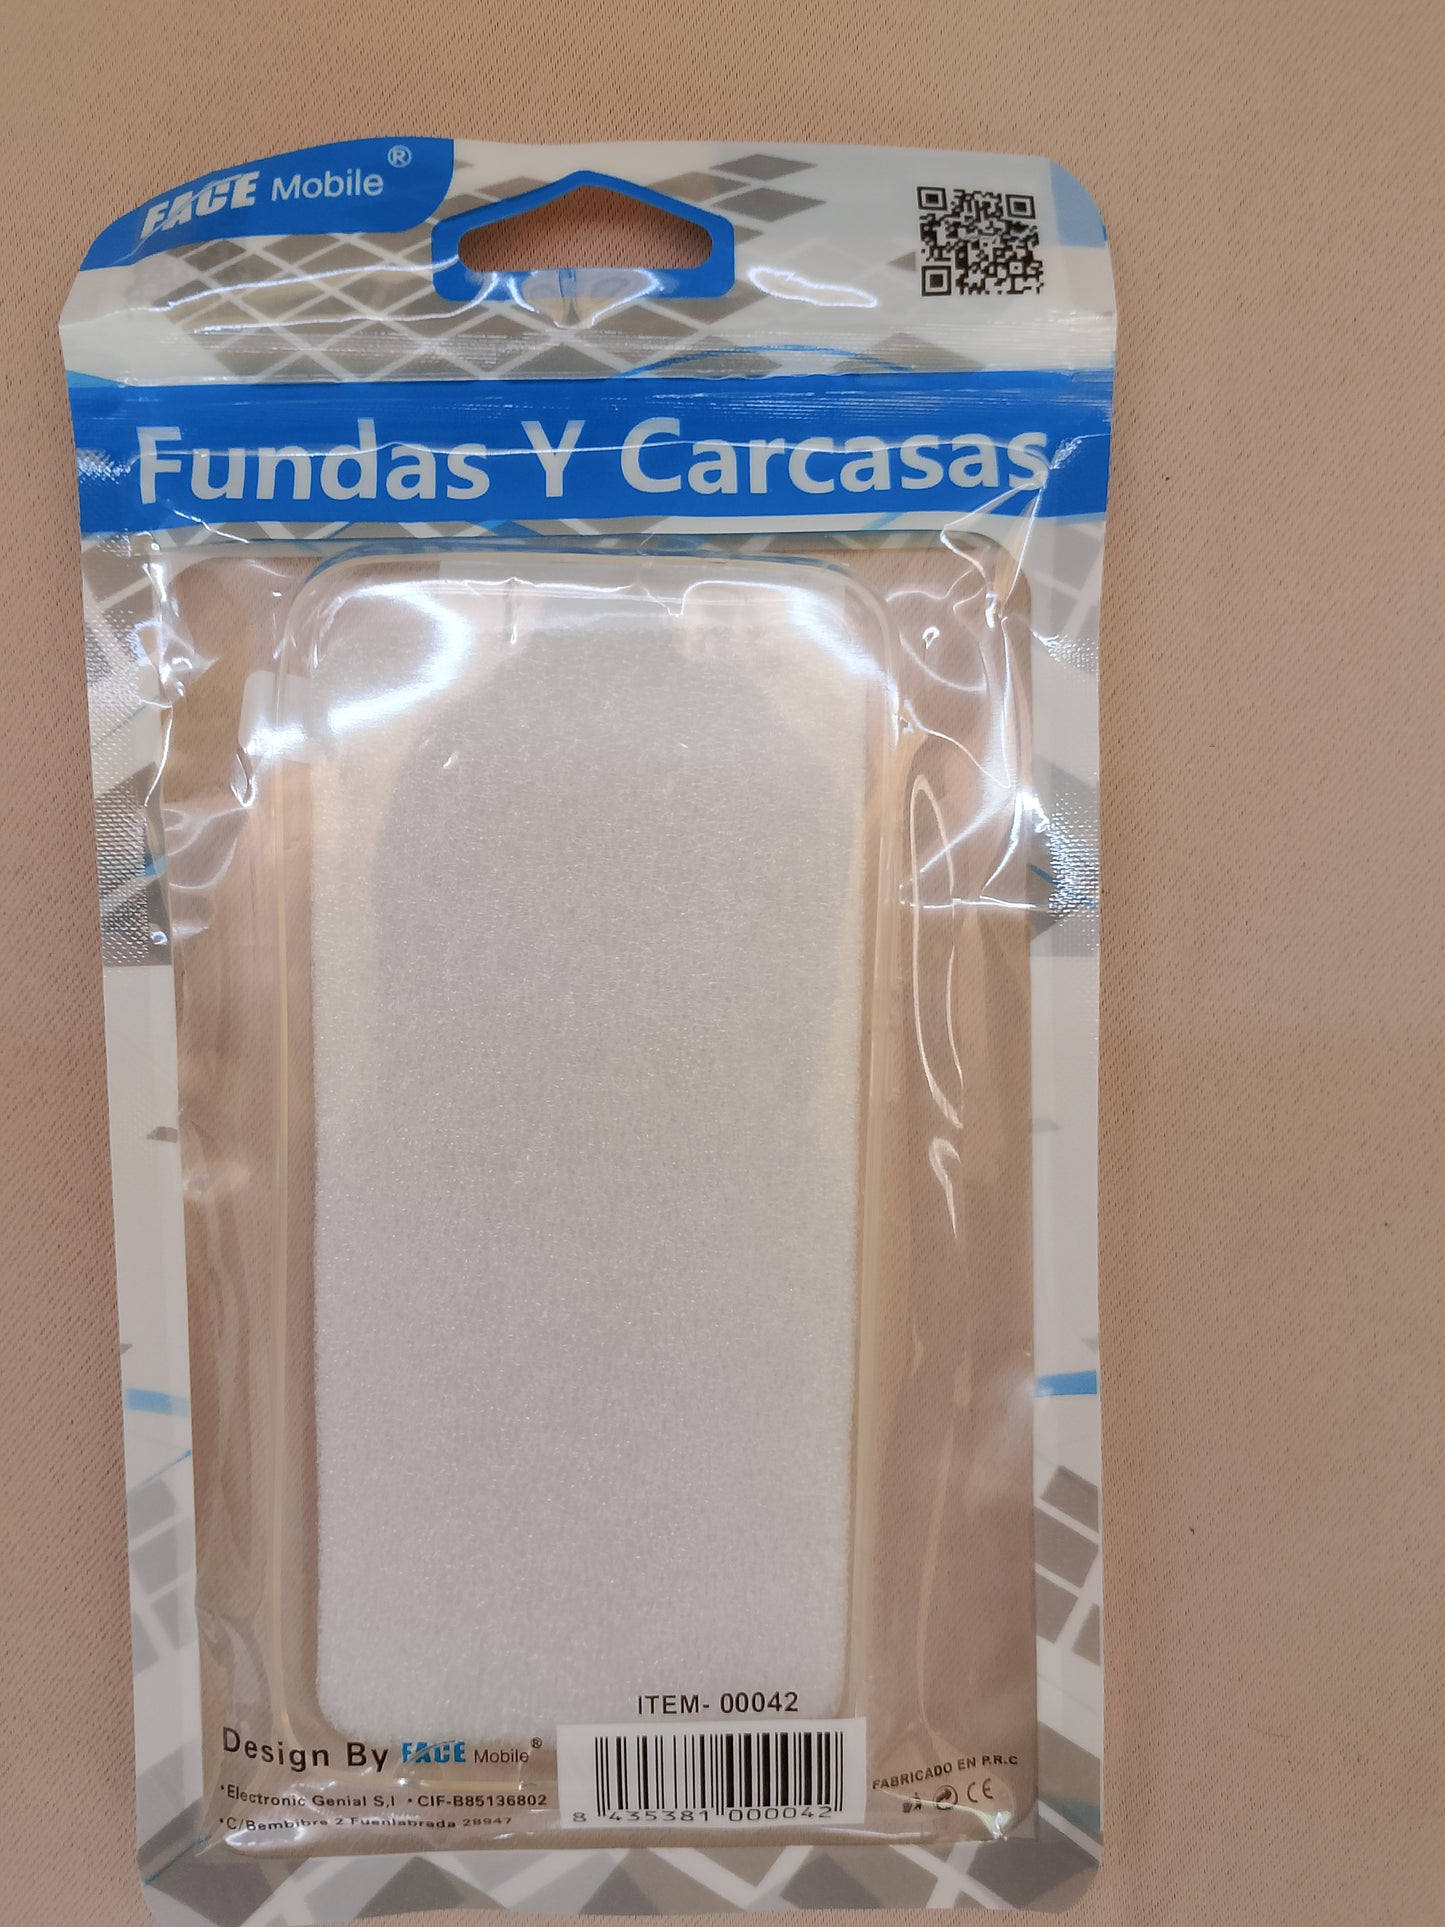 FACE Mobile®
Fundas Y Carcasas
ITEM- 00042
Design By FACE Mobile®
•Electronic Genial S,l •CIF-B85136802
•C/Bembibre 2 Fuenlabrada 28947
8 435381 000042
FABRICADO EN P.R.C
CE